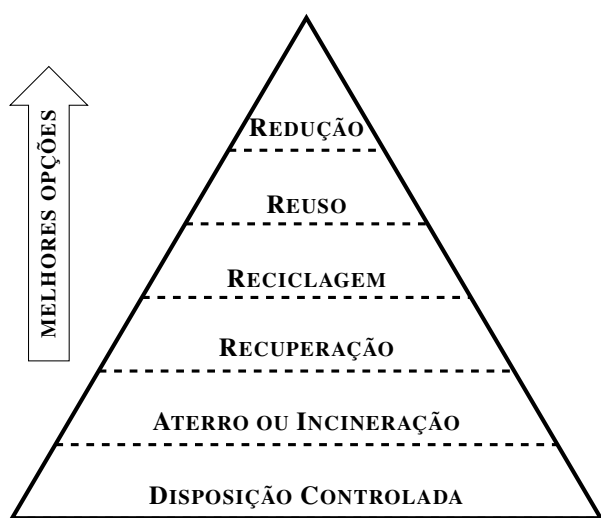 MELHORES OPÇÕES
REDUÇÃO
REUSO
RECICLAGEM
RECUPERAÇÃO
ATERRO OU INCINERAÇÃO
DISPOSIÇÃO CONTROLADA